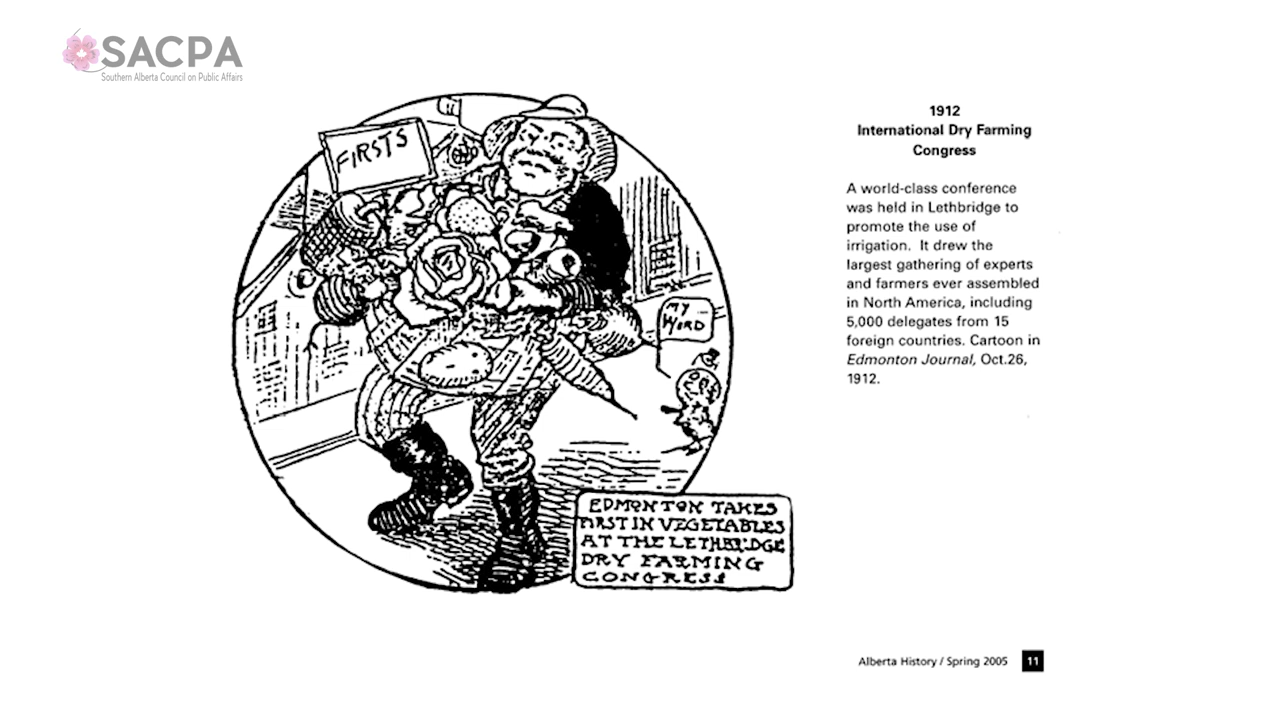 SACPA
Southern Alberta Council on Public Affairs
FIRSTS
MY
WORD
EDMONTON TAKES
FIRST IN VEGETABLES
AT THE LETHBRIDGE
DRY FARMING
CONGRESS
1912
International Dry Farming
Congress
A world-class conference
was held in Lethbridge to
promote the use of
irrigation. It drew the
largest gathering of experts
and farmers ever assembled
in North America, including
5,000 delegates from 15
foreign countries. Cartoon in
Edmonton Journal, Oct.26,
1912.
Alberta History / Spring 2005 11